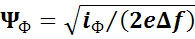 Ψ_Φ = √(i_Φ/(2eΔf))